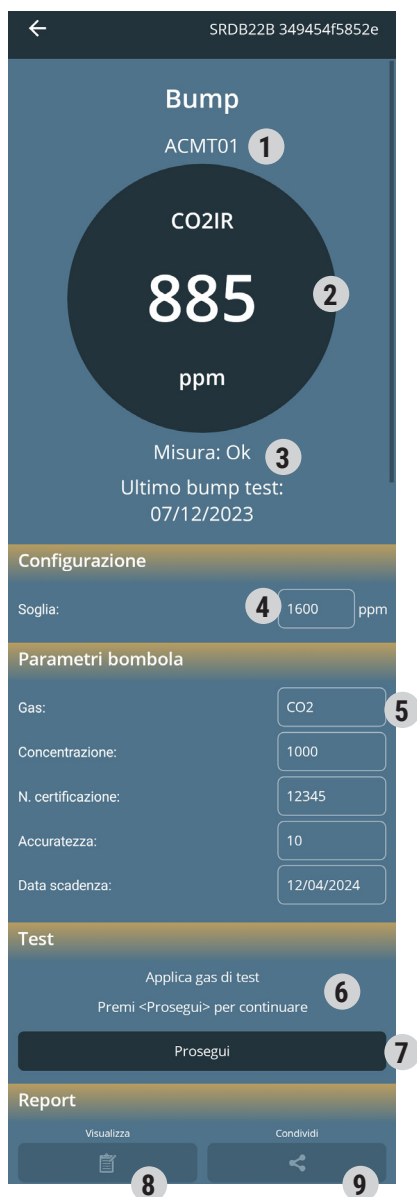 SRDB22B 349454f5852e
Bump
ACMT01 1
CO2IR
885 2
ppm
Misura: Ok 3
Ultimo bump test:
07/12/2023
Configurazione
Soglia: 4 1600 ppm
Parametri bombola
Gas: CO2 5
Concentrazione: 1000
N. certificazione: 12345
Accuratezza: 10
Data scadenza: 12/04/2024
Test
Applica gas di test
6
Premi <Prosegui> per continuare
Prosegui 7
Report
Visualizza Condividi
8 9